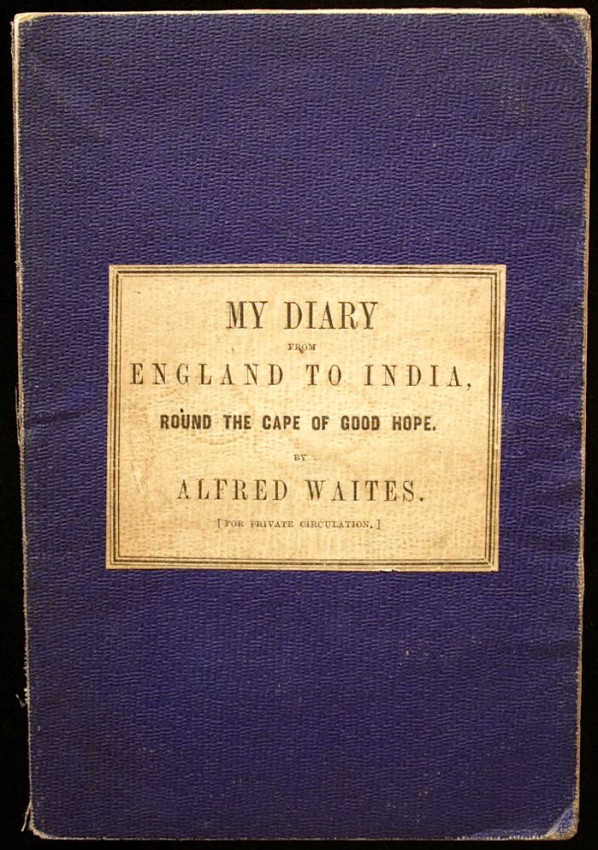 MY DIARY
FROM
ENGLAND TO INDIA,
ROUND THE CAPE OF GOOD HOPE.
BY
ALFRED WAITES.
[FOR PRIVATE CIRCULATION.]